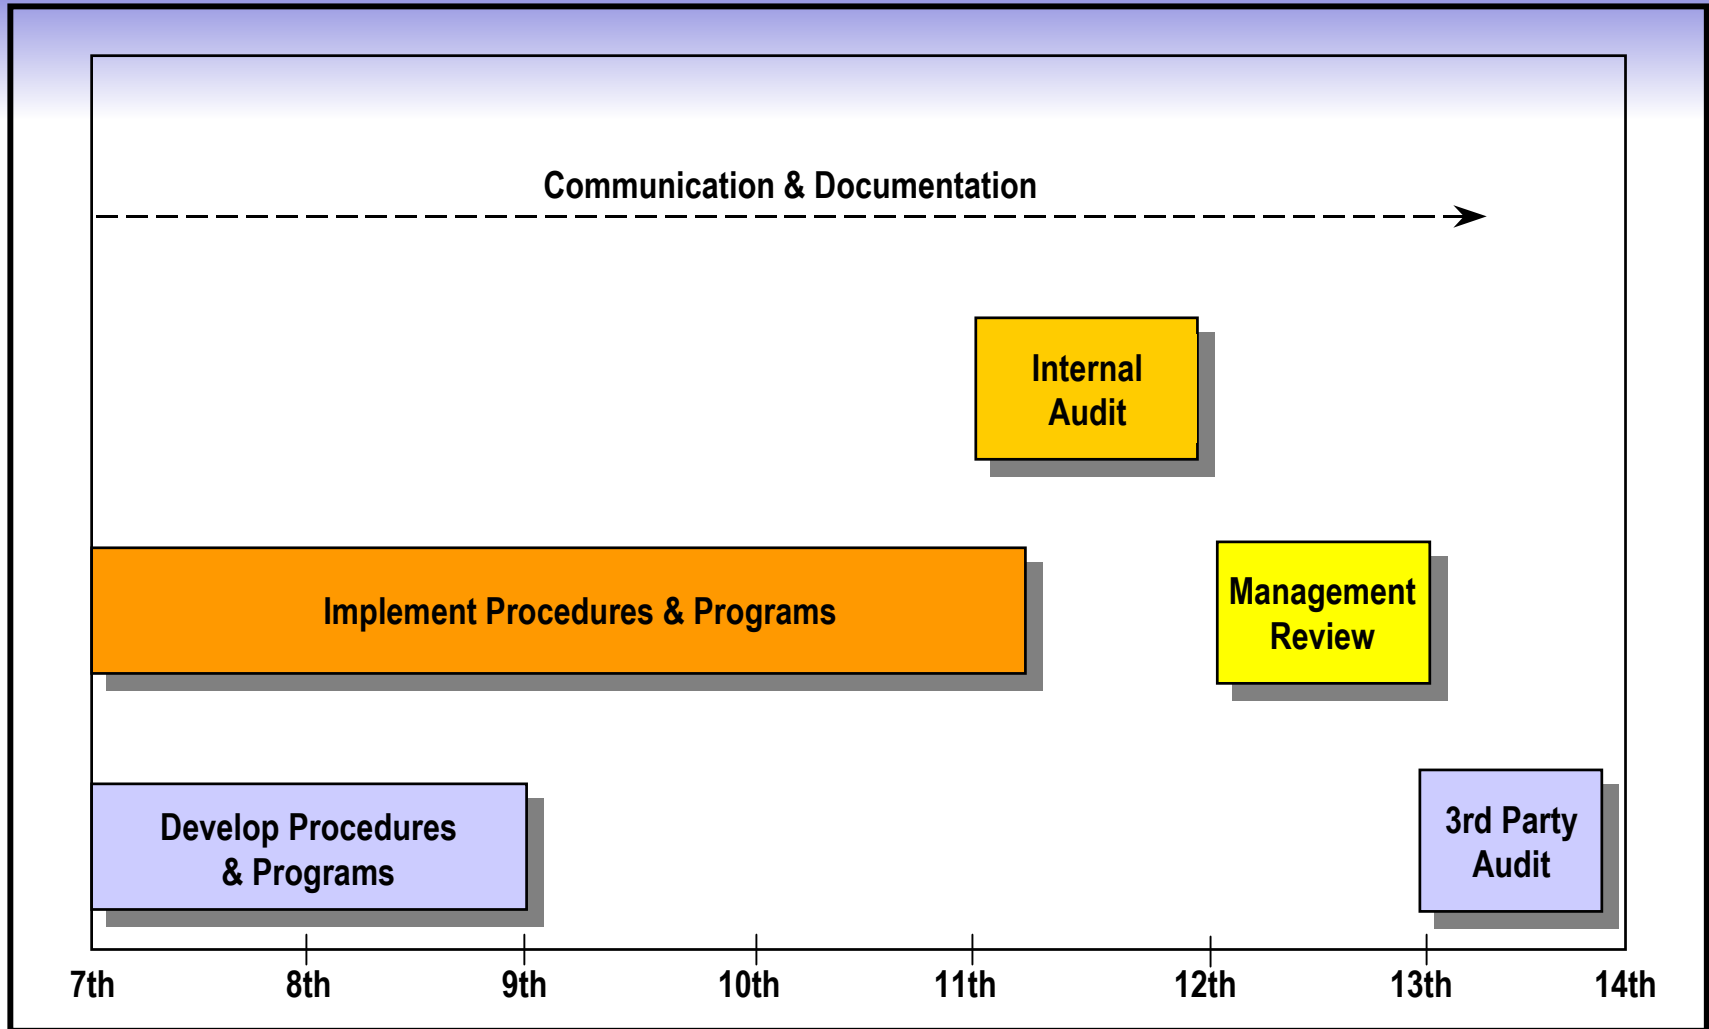 Communication & Documentation
Internal
Audit
Implement Procedures & Programs
Management
Review
Develop Procedures
& Programs
3rd Party
Audit
7th
8th
9th
10th
11th
12th
13th
14th